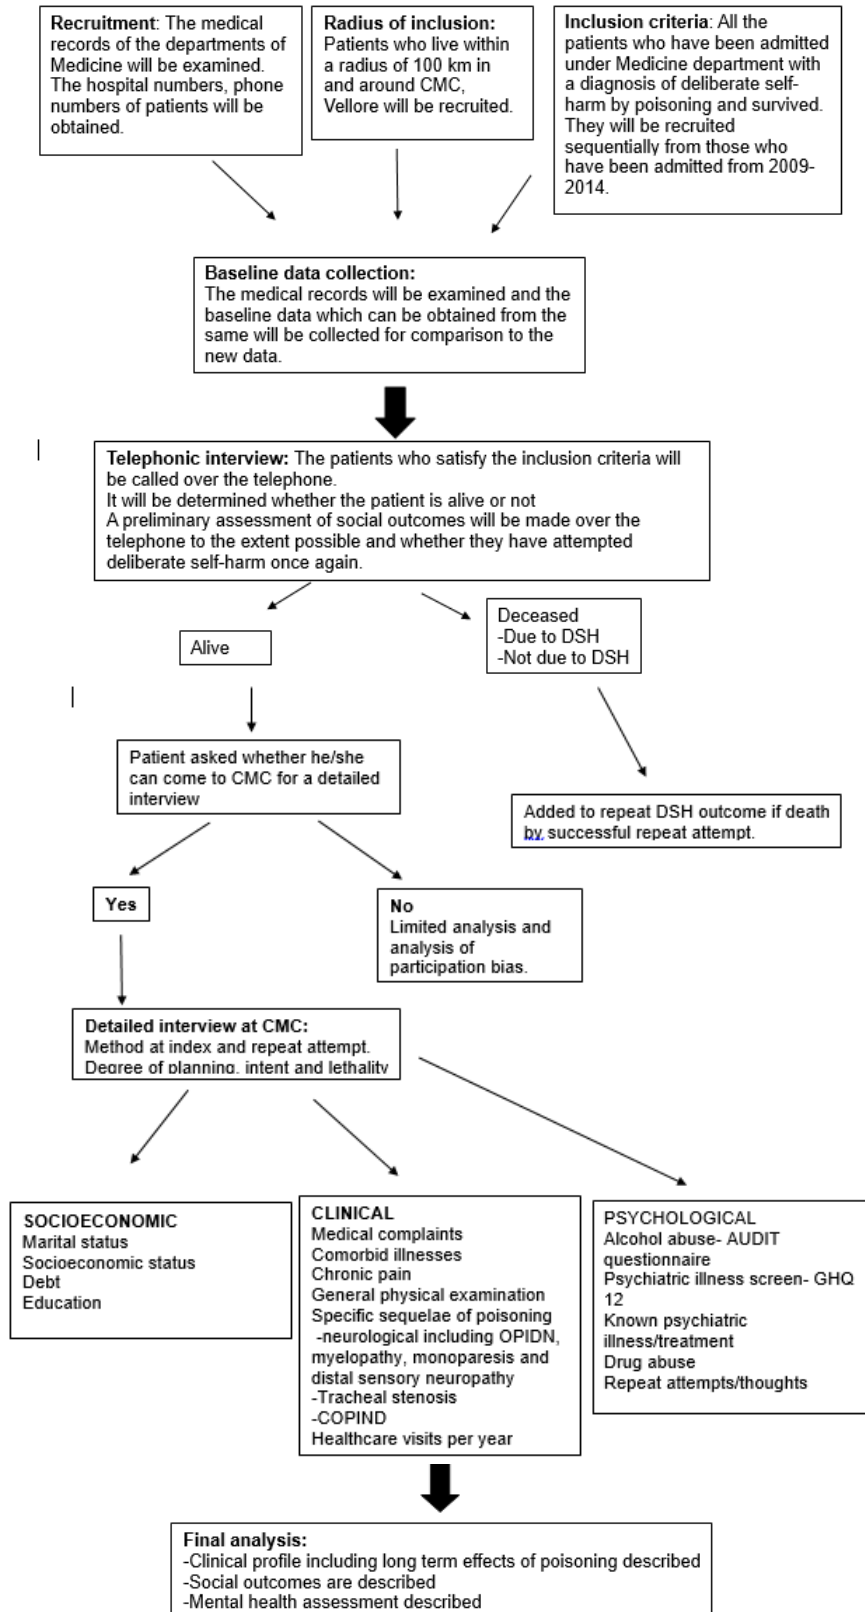 Recruitment: The medical
records of the departments of
Medicine will be examined.
The hospital numbers, phone
numbers of patients will be
obtained.
Radius of inclusion:
Patients who live within
a radius of 100 km in
and around CMC,
Vellore will be recruited.
Inclusion criteria: All the
patients who have been admitted
under Medicine department with
a diagnosis of deliberate self-
harm by poisoning and survived.
They will be recruited
sequentially from those who
have been admitted from 2009-
2014.
Baseline data collection:
The medical records will be examined and the
baseline data which can be obtained from the
same will be collected for comparison to the
new data.
Telephonic interview: The patients who satisfy the inclusion criteria will
be called over the telephone.
It will be determined whether the patient is alive or not
A preliminary assessment of social outcomes will be made over the
telephone to the extent possible and whether they have attempted
deliberate self-harm once again.
Alive
Deceased
-Due to DSH
-Not due to DSH
Patient asked whether he/she
can come to CMC for a detailed
interview
Added to repeat DSH outcome if death
by successful repeat attempt.
Yes
No
Limited analysis and
analysis of
participation bias.
Detailed interview at CMC:
Method at index and repeat attempt.
Degree of planning, intent and lethality
SOCIOECONOMIC
Marital status
Socioeconomic status
Debt
Education
CLINICAL
Medical complaints
Comorbid illnesses
Chronic pain
General physical examination
Specific sequelae of poisoning
-neurological including OPIDN,
myelopathy, monoparesis and
distal sensory neuropathy
-Tracheal stenosis
-COPIND
Healthcare visits per year
PSYCHOLOGICAL
Alcohol abuse- AUDIT
questionnaire
Psychiatric illness screen- GHQ
12
Known psychiatric
illness/treatment
Drug abuse
Repeat attempts/thoughts
Final analysis:
-Clinical profile including long term effects of poisoning described
-Social outcomes are described
-Mental health assessment described